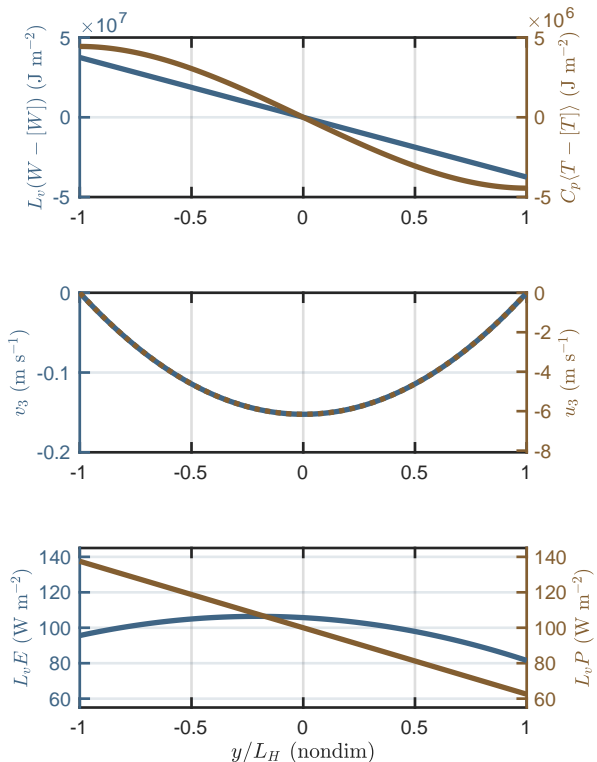 ×10⁷
×10⁶
5
0
-5
L_v(W − [W]) (J m⁻²)
5
0
-5
C_p⟨T − [T]⟩ (J m⁻²)
-1 -0.5 0 0.5 1
0
-0.1
-0.2
v₃ (m s⁻¹)
0
-2
-4
-6
-8
u₃ (m s⁻¹)
-1 -0.5 0 0.5 1
140
120
100
80
60
L_vE (W m⁻²)
140
120
100
80
60
L_vP (W m⁻²)
-1 -0.5 0 0.5 1
y/L_H (nondim)